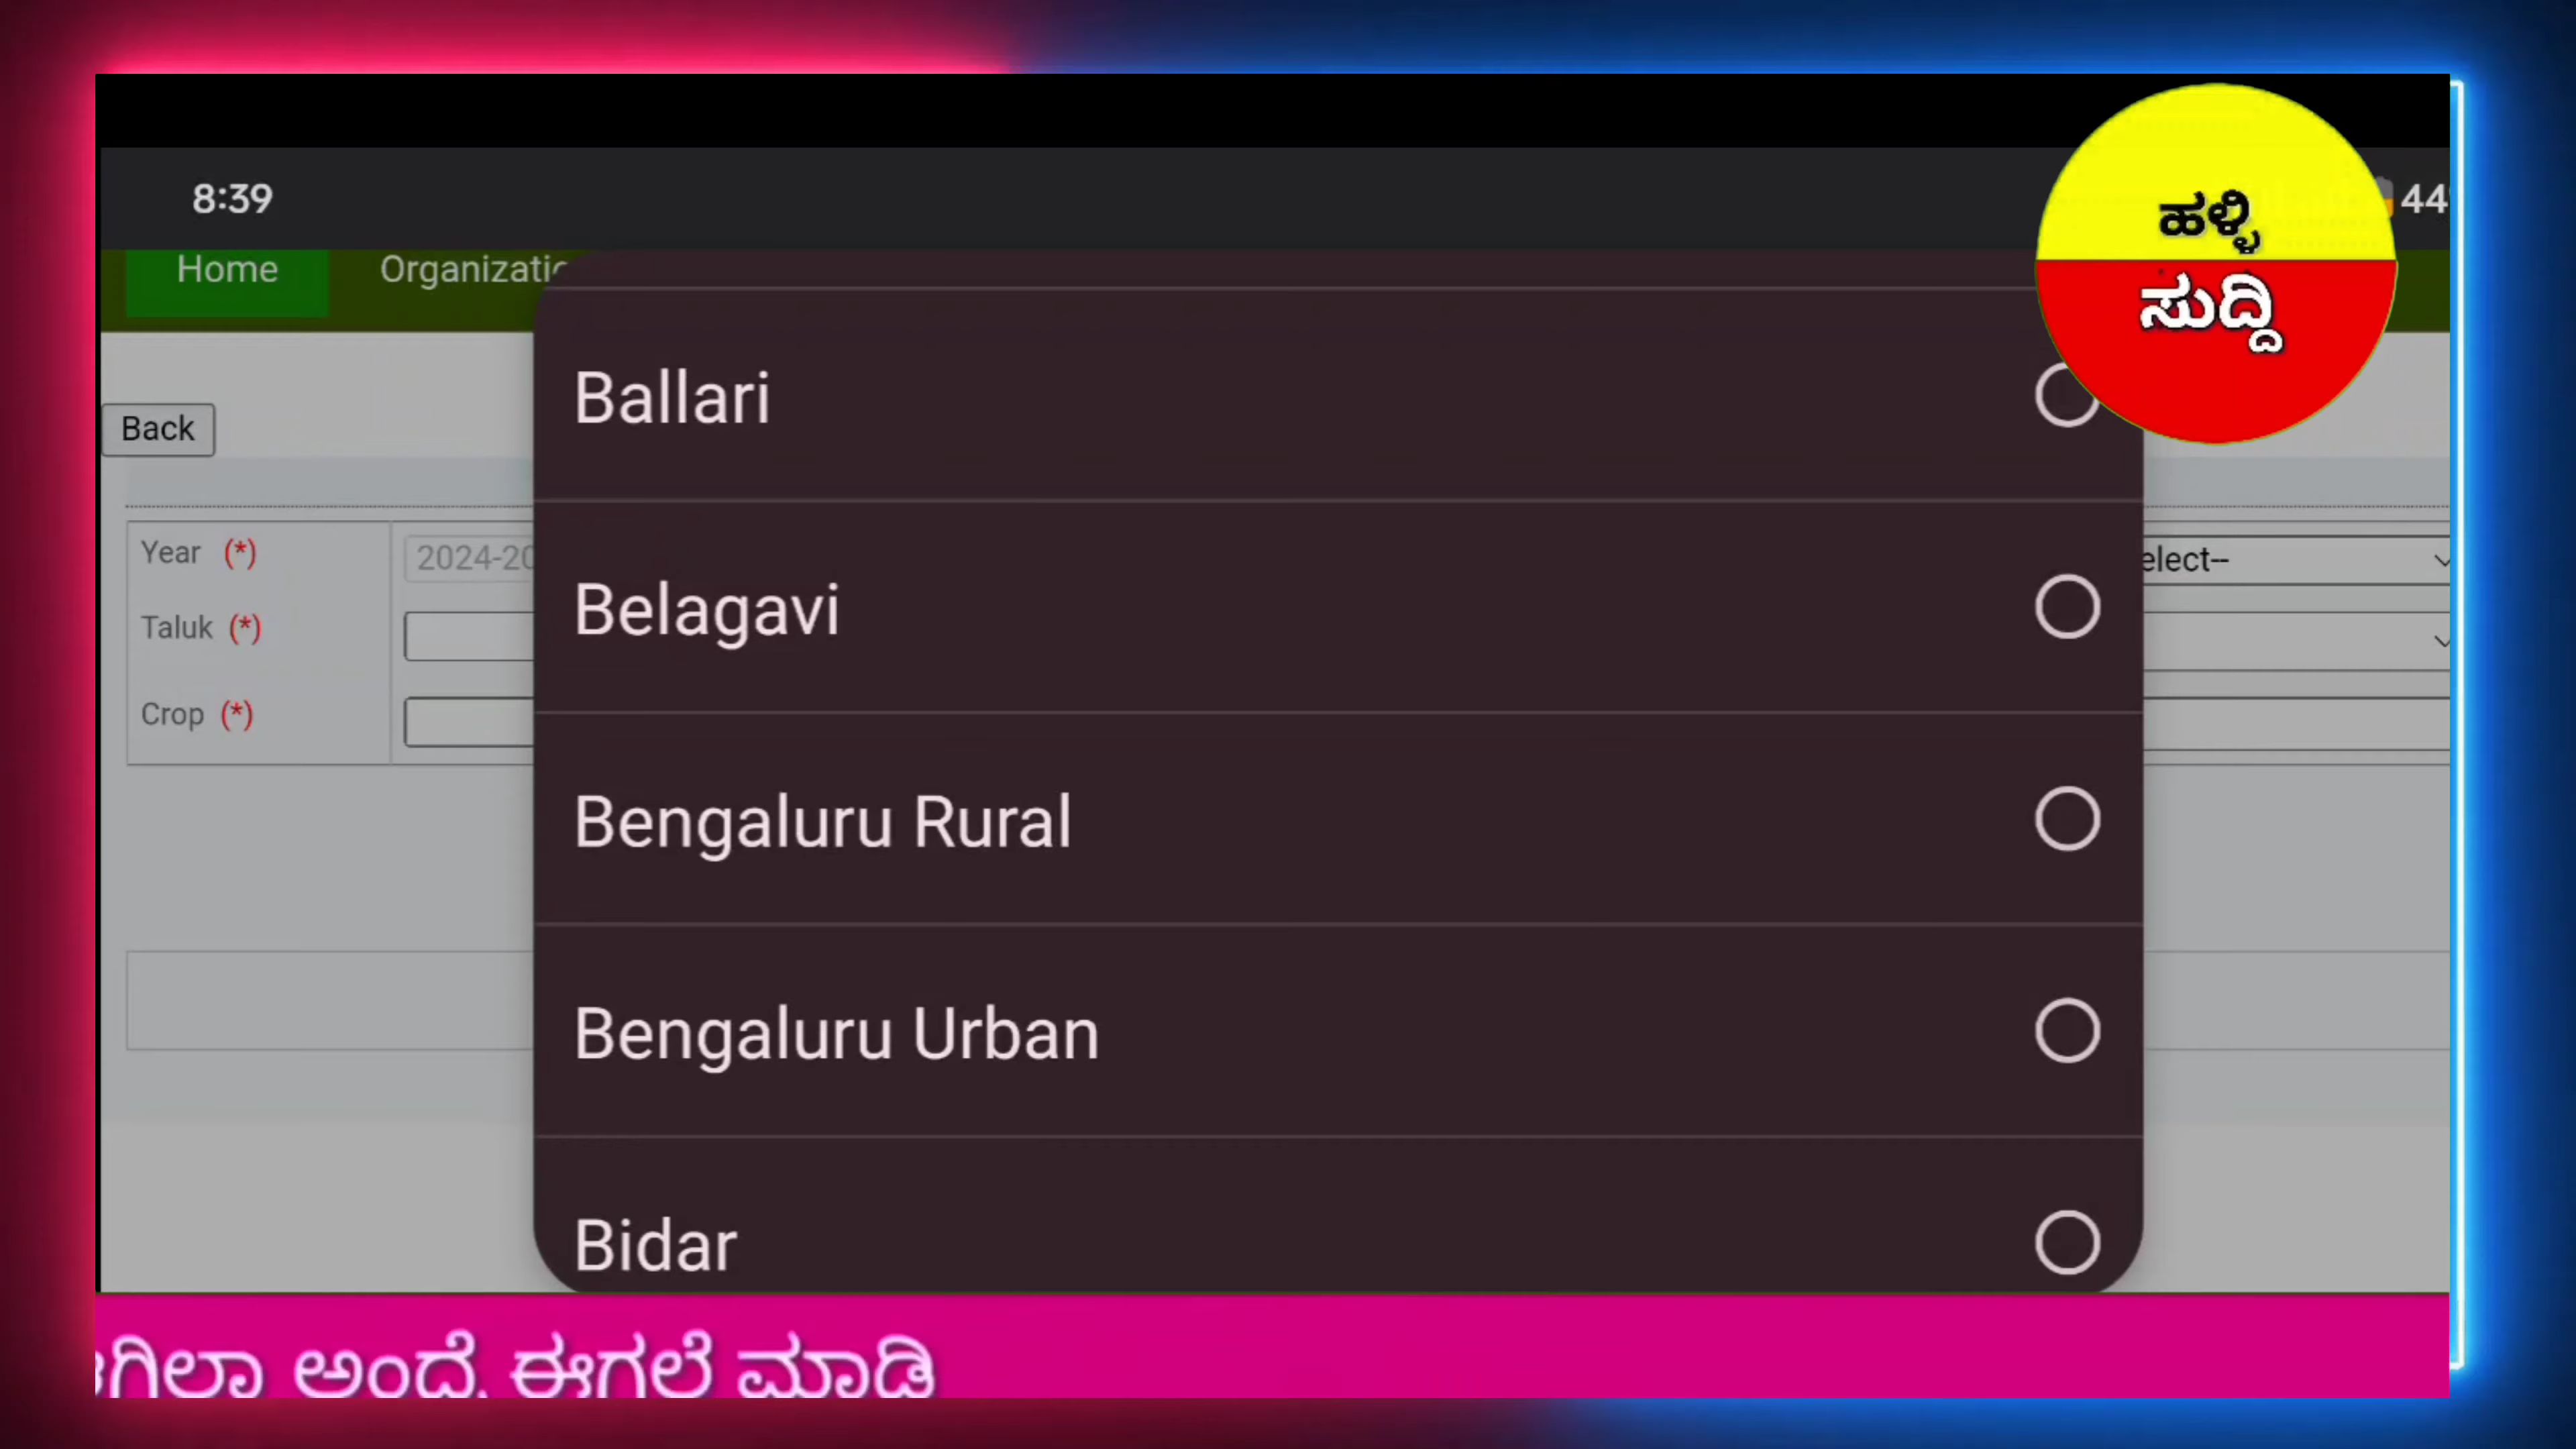 8:39
44
ಹಳ್ಳಿ
ಸುದ್ದಿ
Home
Back
Ballari
Belagavi
Bengaluru Rural
Bengaluru Urban
Bidar
Year (*)
2024-20
elect--
Taluk (*)
Crop (*)
ಅಂದ್ರೆ ಈಗಲೆ ಮಾಡಿ